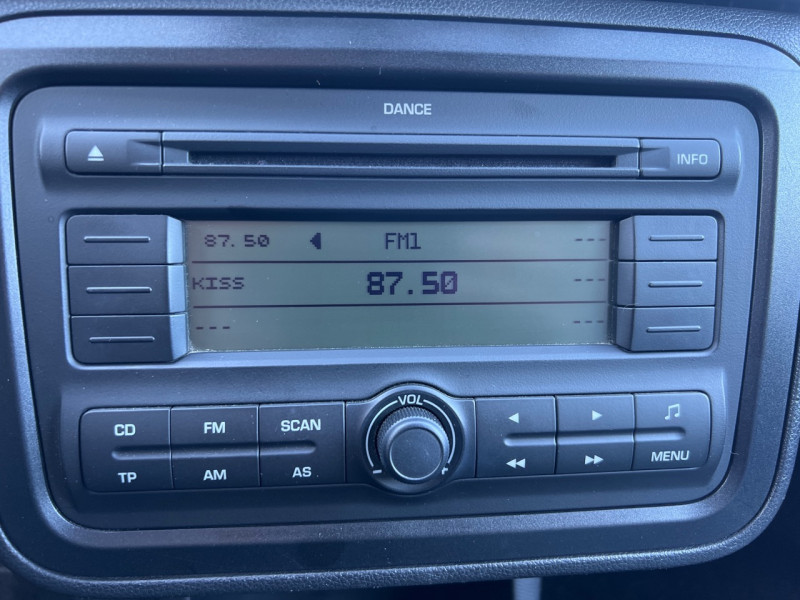 DANCE
INFO
87.50 FM1 ---
KISS 87.50 ---
--- ---
VOL
CD FM SCAN
TP AM AS MENU